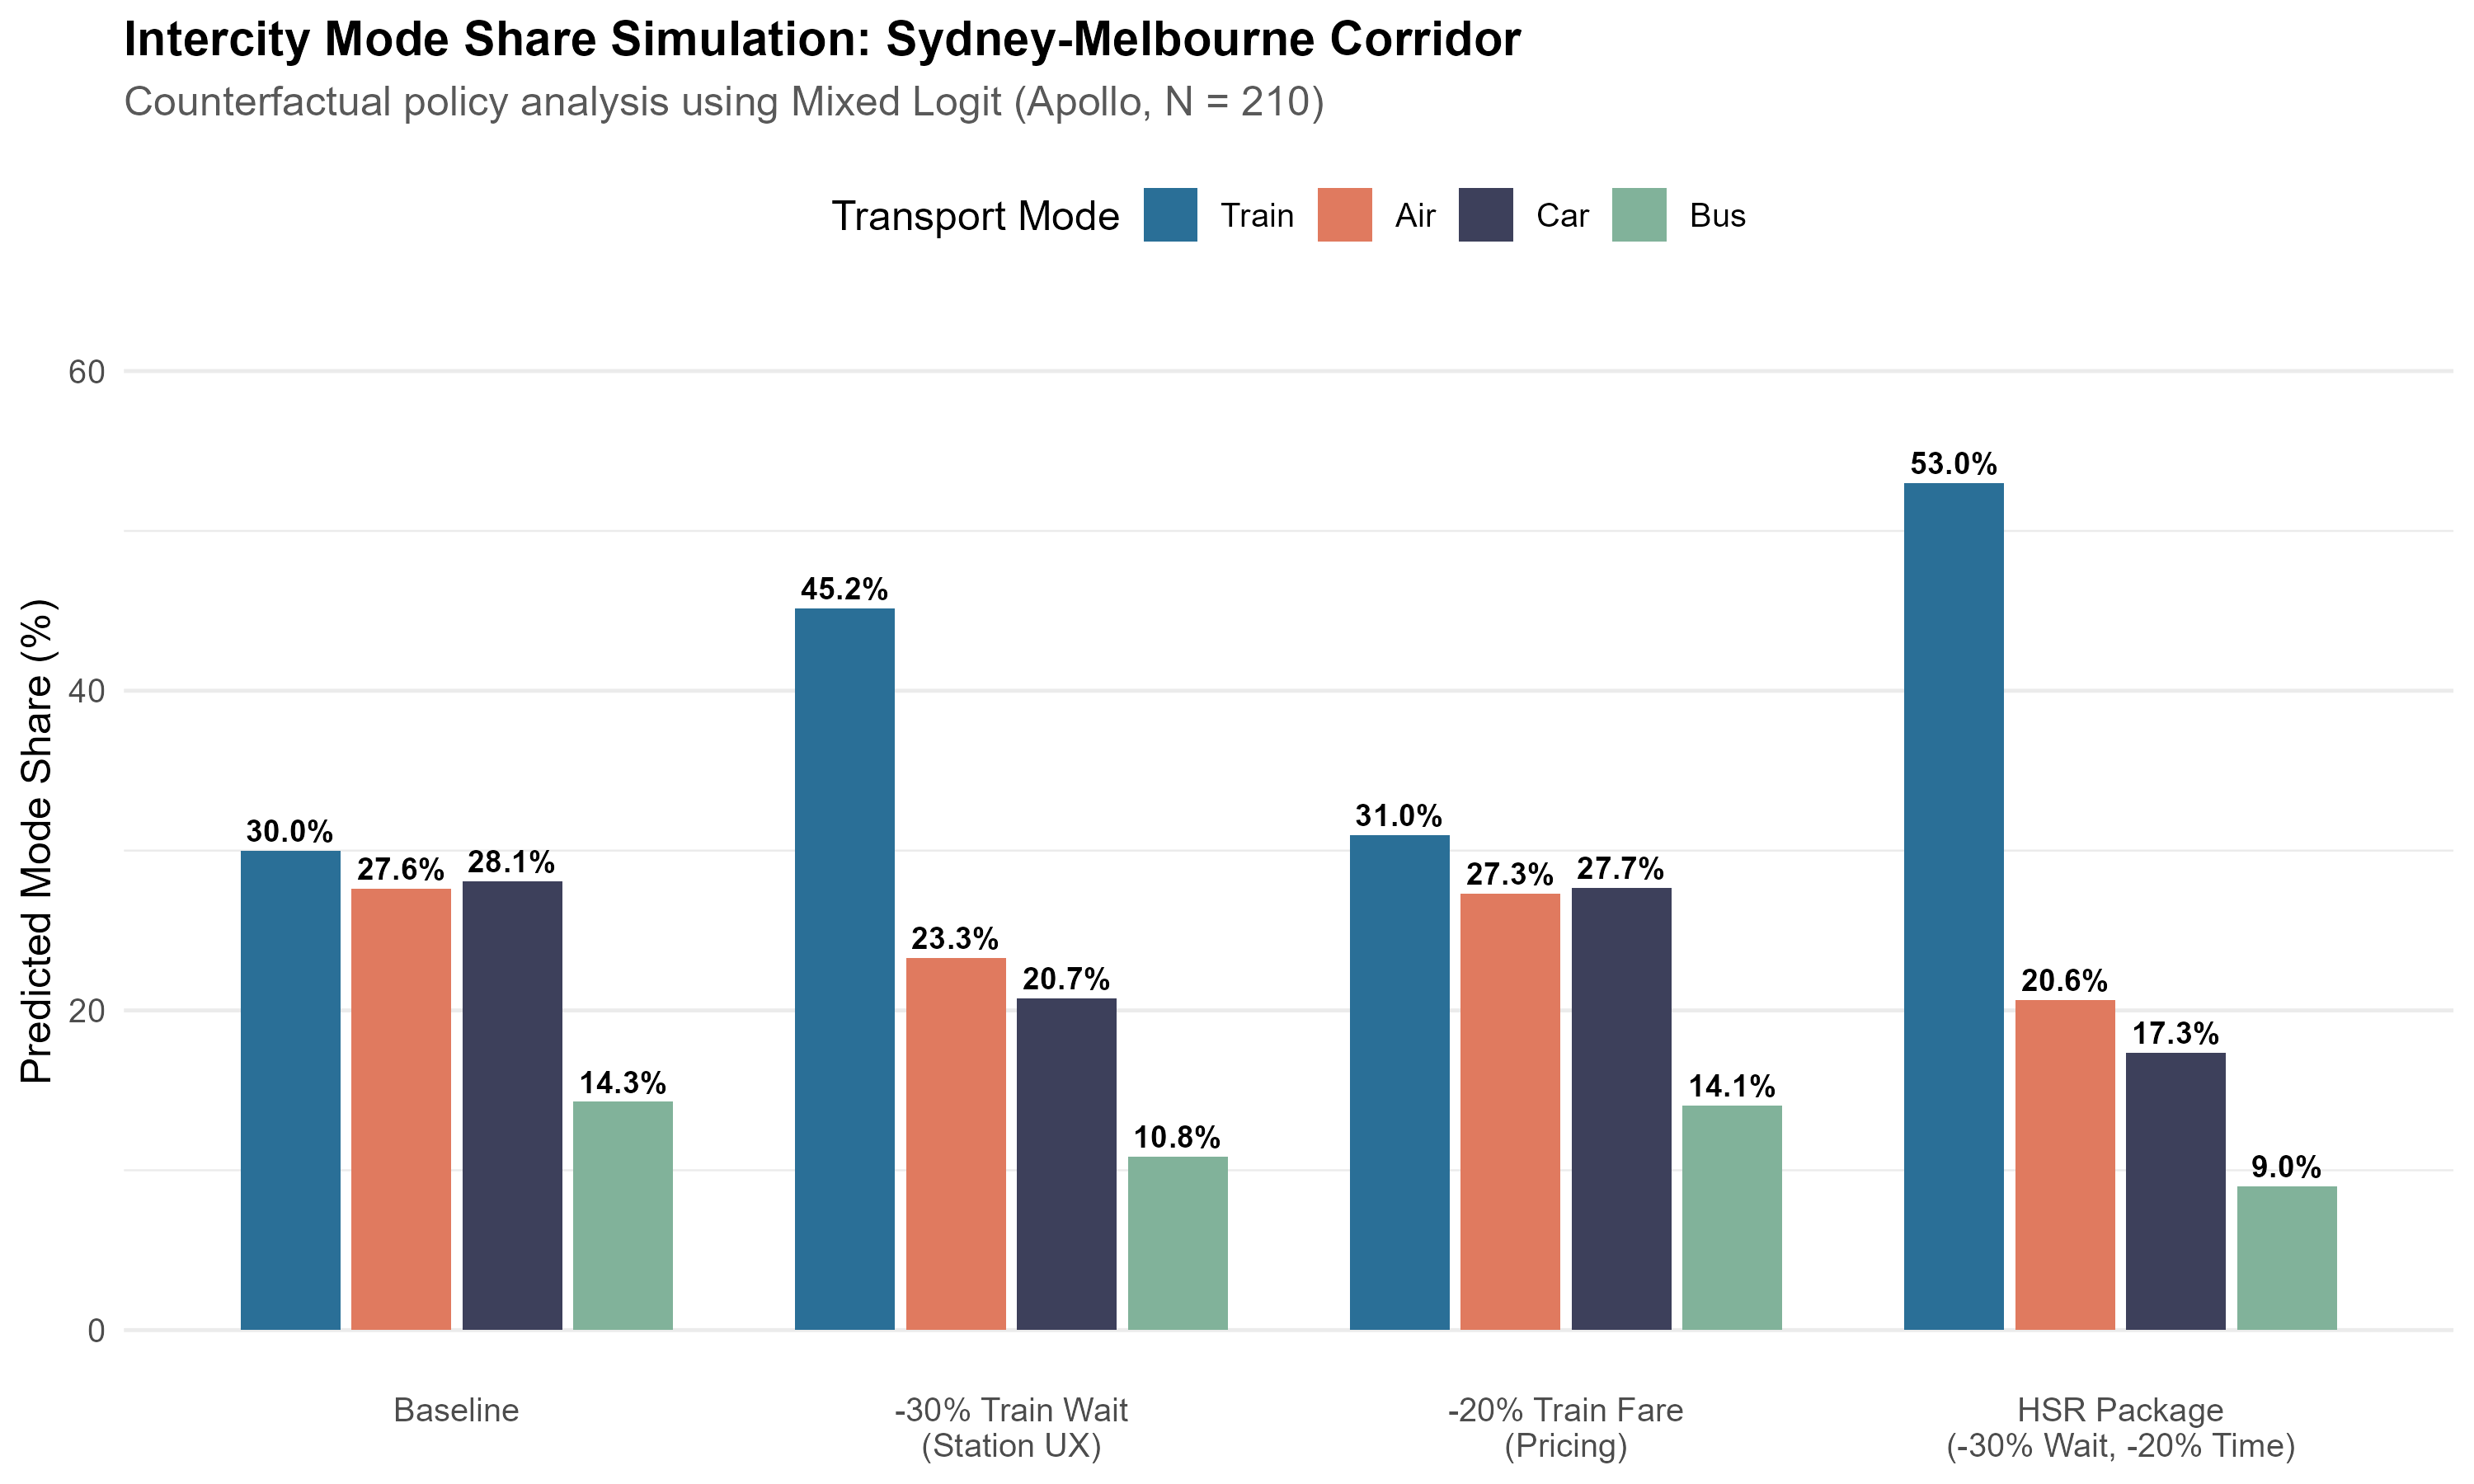 Intercity Mode Share Simulation: Sydney-Melbourne Corridor
Counterfactual policy analysis using Mixed Logit (Apollo, N = 210)
Transport Mode Train Air Car Bus
Predicted Mode Share (%)
60
40
20
0
30.0%
27.6%
28.1%
14.3%
45.2%
23.3%
20.7%
10.8%
31.0%
27.3%
27.7%
14.1%
53.0%
20.6%
17.3%
9.0%
Baseline
-30% Train Wait
(Station UX)
-20% Train Fare
(Pricing)
HSR Package
(-30% Wait, -20% Time)